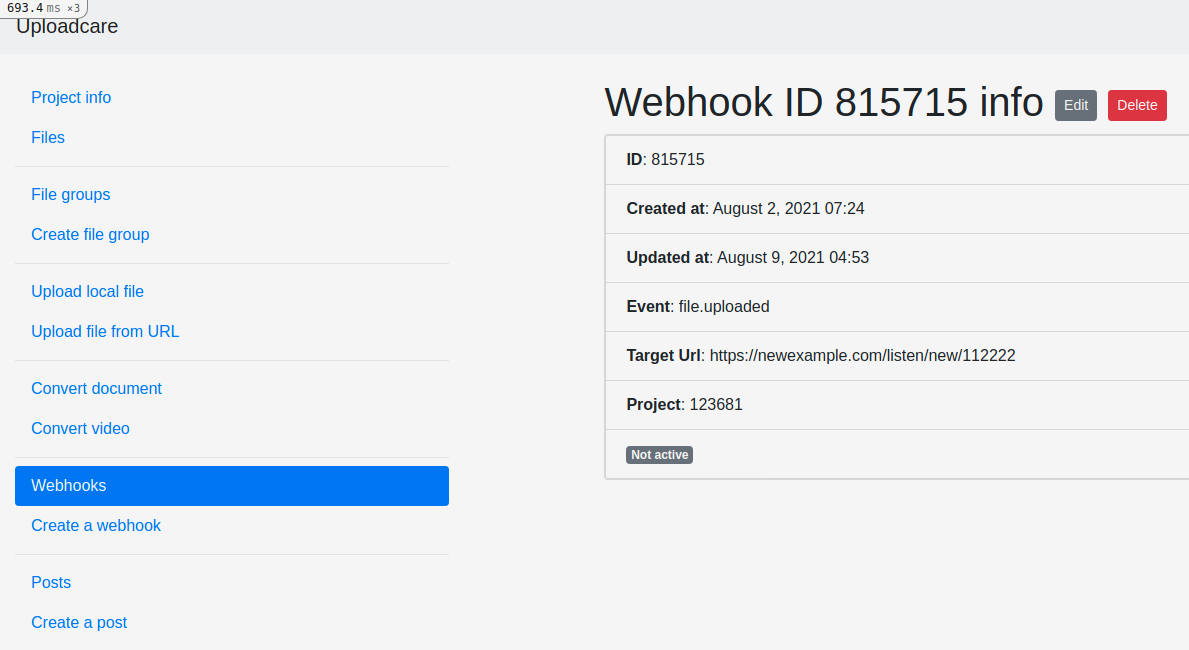 693.4 ms ×3
Uploadcare
Project info
Files
File groups
Create file group
Upload local file
Upload file from URL
Convert document
Convert video
Webhooks
Create a webhook
Posts
Create a post
Webhook ID 815715 info Edit Delete
ID: 815715
Created at: August 2, 2021 07:24
Updated at: August 9, 2021 04:53
Event: file.uploaded
Target Url: https://newexample.com/listen/new/112222
Project: 123681
Not active